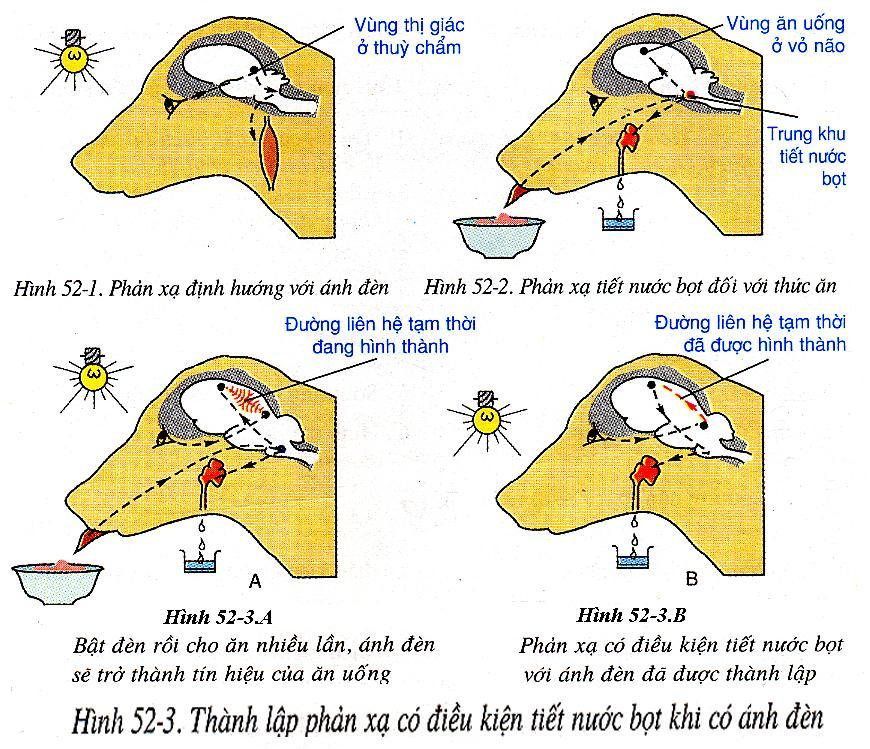 Vùng thị giác
ở thuỳ chẩm
Vùng ăn uống
ở vỏ não
Trung khu
tiết nước
bọt
Hình 52-1. Phản xạ định hướng với ánh đèn
Hình 52-2. Phản xạ tiết nước bọt đối với thức ăn
Đường liên hệ tạm thời
đang hình thành
Đường liên hệ tạm thời
đã được hình thành
A
B
Hình 52-3.A
Bật đèn rồi cho ăn nhiều lần, ánh đèn
sẽ trở thành tín hiệu của ăn uống
Hình 52-3.B
Phản xạ có điều kiện tiết nước bọt
với ánh đèn đã được thành lập
Hình 52-3. Thành lập phản xạ có điều kiện tiết nước bọt khi có ánh đèn